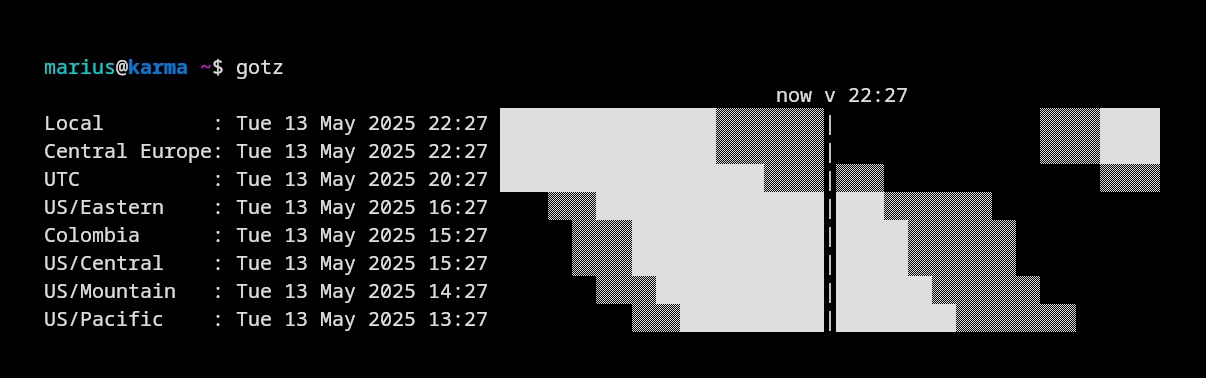 marius@karma ~$ gotz
now v 22:27
Local         : Tue 13 May 2025 22:27 |
Central Europe: Tue 13 May 2025 22:27 |
UTC           : Tue 13 May 2025 20:27 |
US/Eastern    : Tue 13 May 2025 16:27 |
Colombia      : Tue 13 May 2025 15:27 |
US/Central    : Tue 13 May 2025 15:27 |
US/Mountain   : Tue 13 May 2025 14:27 |
US/Pacific    : Tue 13 May 2025 13:27 |